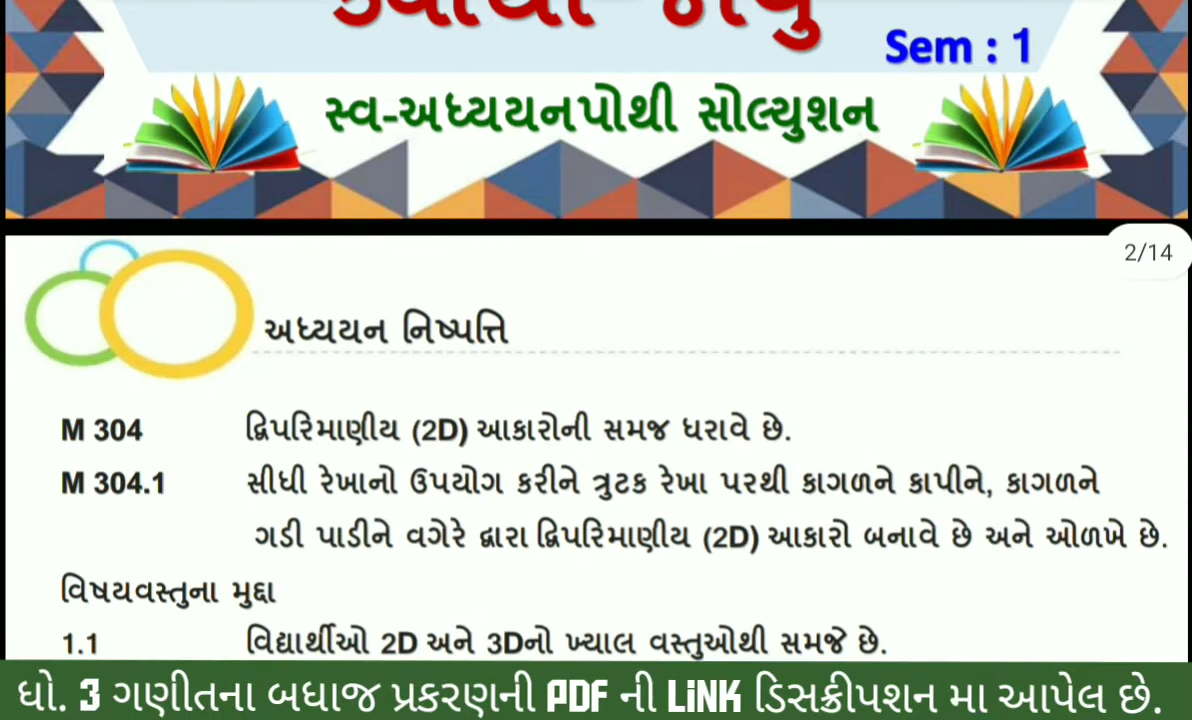 Sem : 1
સ્વ-અધ્યયનપોથી સોલ્યુશન
2/14
અધ્યયન નિષ્પત્તિ
M 304 દ્વિપરિમાણીય (2D) આકારોની સમજ ધરાવે છે.
M 304.1 સીધી રેખાનો ઉપયોગ કરીને ત્રુટક રેખા પરથી કાગળને કાપીને, કાગળને
ગડી પાડીને વગેરે દ્વારા દ્વિપરિમાણીય (2D) આકારો બનાવે છે અને ઓળખે છે.
વિષયવસ્તુના મુદ્દા
1.1 વિદ્યાર્થીઓ 2D અને 3Dનો ખ્યાલ વસ્તુઓથી સમજે છે.
ધો. 3 ગણીતના બધાજ પ્રકરણની PDF ની LiNK ડિસક્રીપશન મા આપેલ છે.